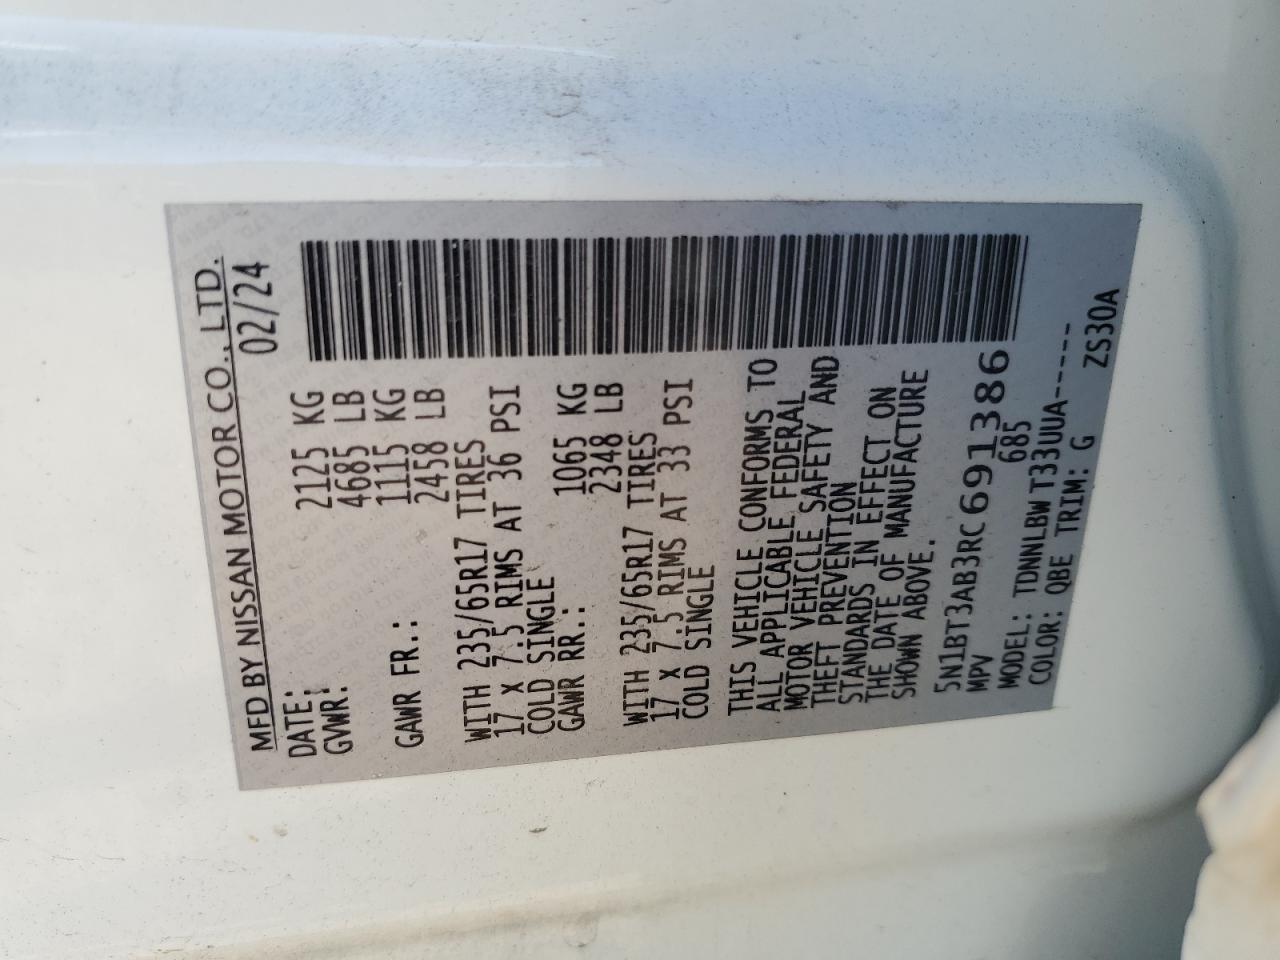 MFD BY NISSAN MOTOR CO., LTD.
DATE: 02/24
GVWR: 2125 KG
4685 LB
GAWR FR.: 1115 KG
2458 LB
WITH 235/65R17 TIRES
17 X 7.5 RIMS AT 36 PSI
COLD SINGLE
GAWR RR.: 1065 KG
2348 LB
WITH 235/65R17 TIRES
17 X 7.5 RIMS AT 33 PSI
COLD SINGLE
THIS VEHICLE CONFORMS TO
ALL APPLICABLE FEDERAL
MOTOR VEHICLE SAFETY AND
THEFT PREVENTION
STANDARDS IN EFFECT ON
THE DATE OF MANUFACTURE
SHOWN ABOVE.
5N1BT3AB3RC691386
MPV 685
MODEL: TDNNLBWT33UUA-----
COLOR: QBE TRIM: G
ZS30A